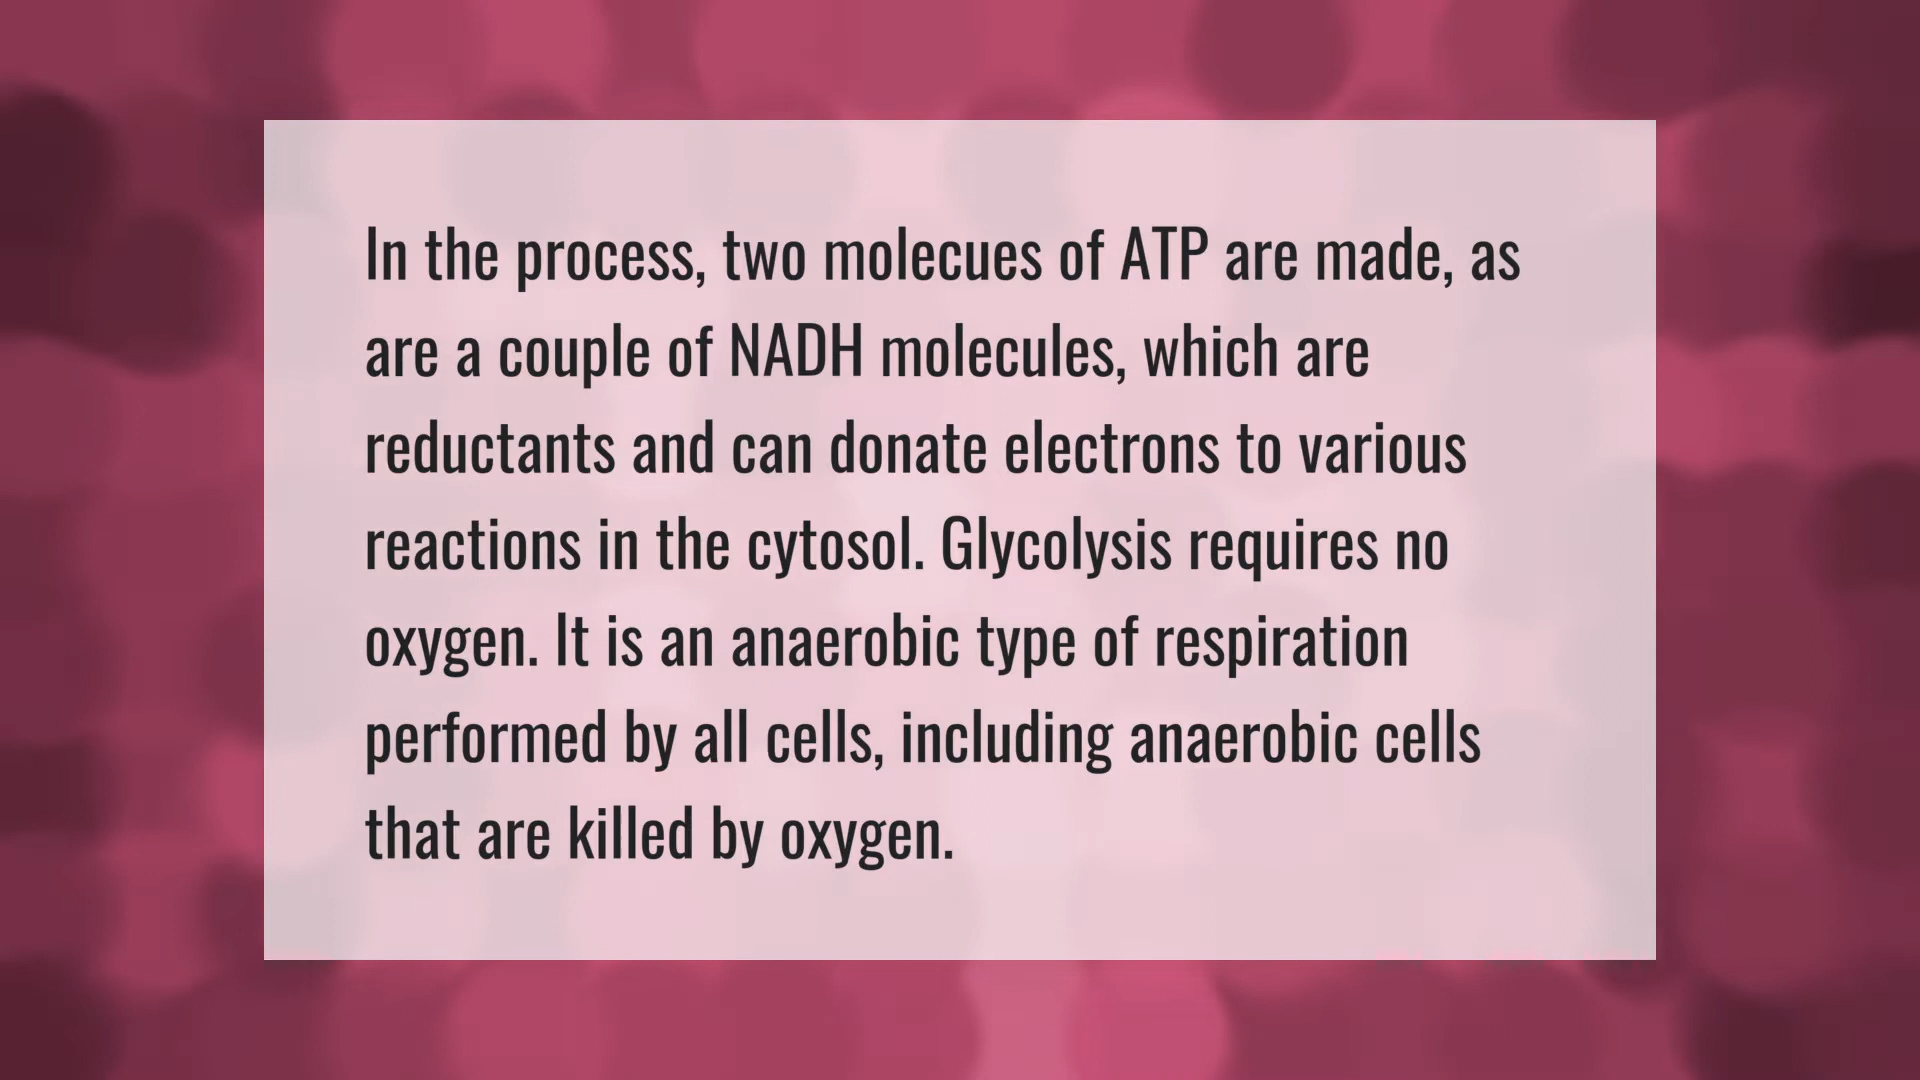 In the process, two molecues of ATP are made, as
are a couple of NADH molecules, which are
reductants and can donate electrons to various
reactions in the cytosol. Glycolysis requires no
oxygen. It is an anaerobic type of respiration
performed by all cells, including anaerobic cells
that are killed by oxygen.